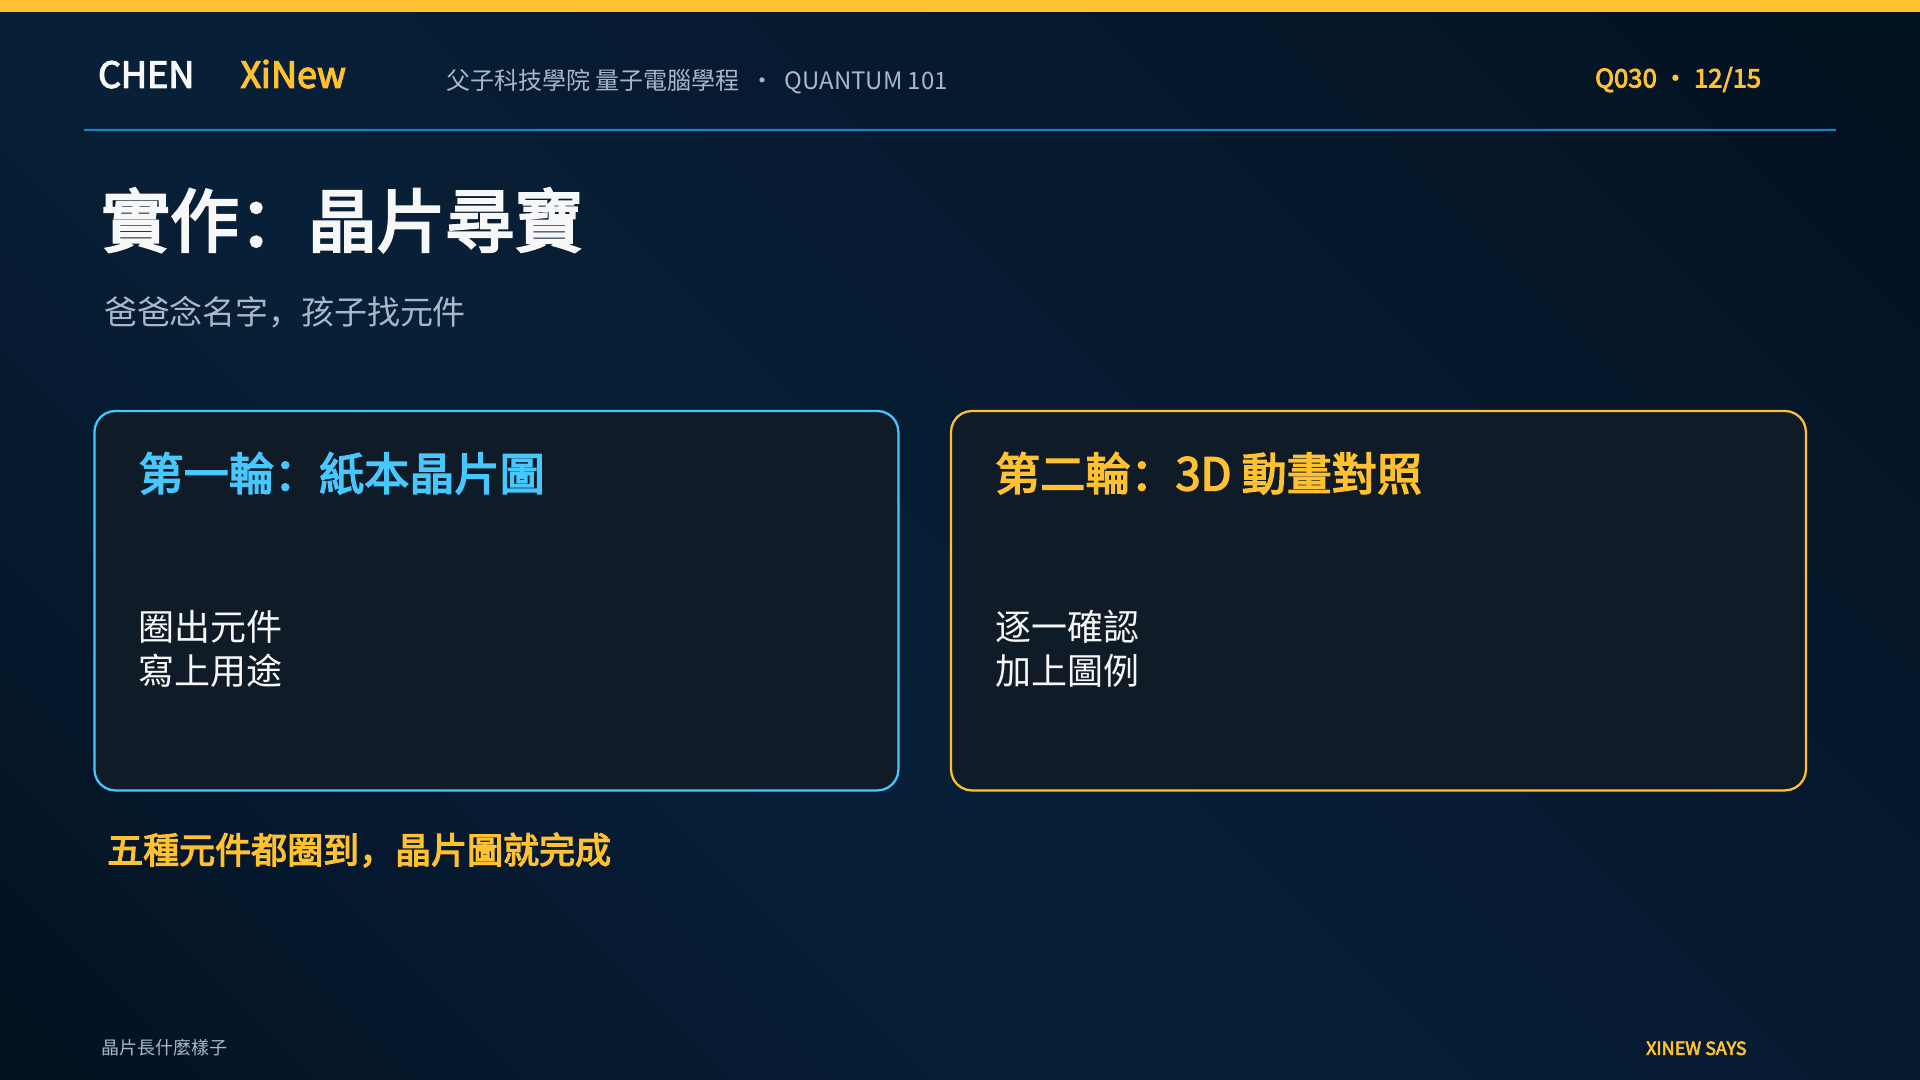 CHEN XiNew 父子科技學院 量子電腦學程 • QUANTUM 101 Q030 • 12/15
實作：晶片尋寶
爸爸念名字，孩子找元件
第一輪：紙本晶片圖
圈出元件
寫上用途
第二輪：3D 動畫對照
逐一確認
加上圖例
五種元件都圈到，晶片圖就完成
晶片長什麼樣子
XINEW SAYS